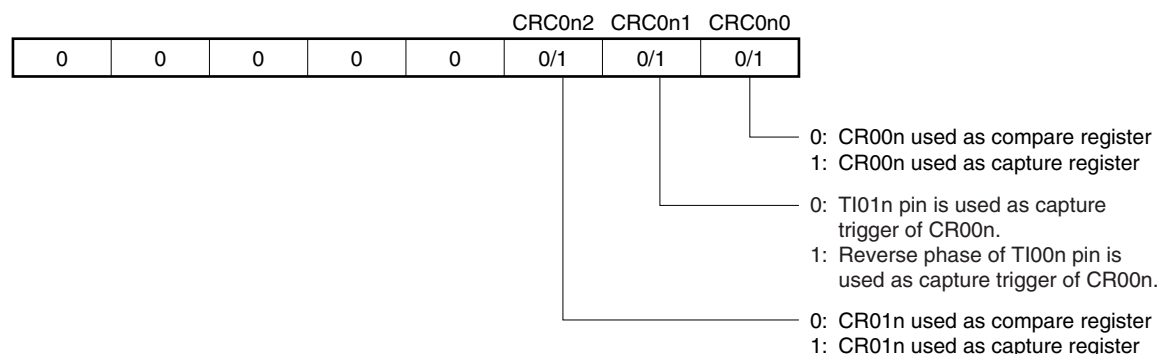 CRC0n2 CRC0n1 CRC0n0
0 0 0 0 0 0/1 0/1 0/1
0: CR00n used as compare register
1: CR00n used as capture register
0: TI01n pin is used as capture
trigger of CR00n.
1: Reverse phase of TI00n pin is
used as capture trigger of CR00n.
0: CR01n used as compare register
1: CR01n used as capture register